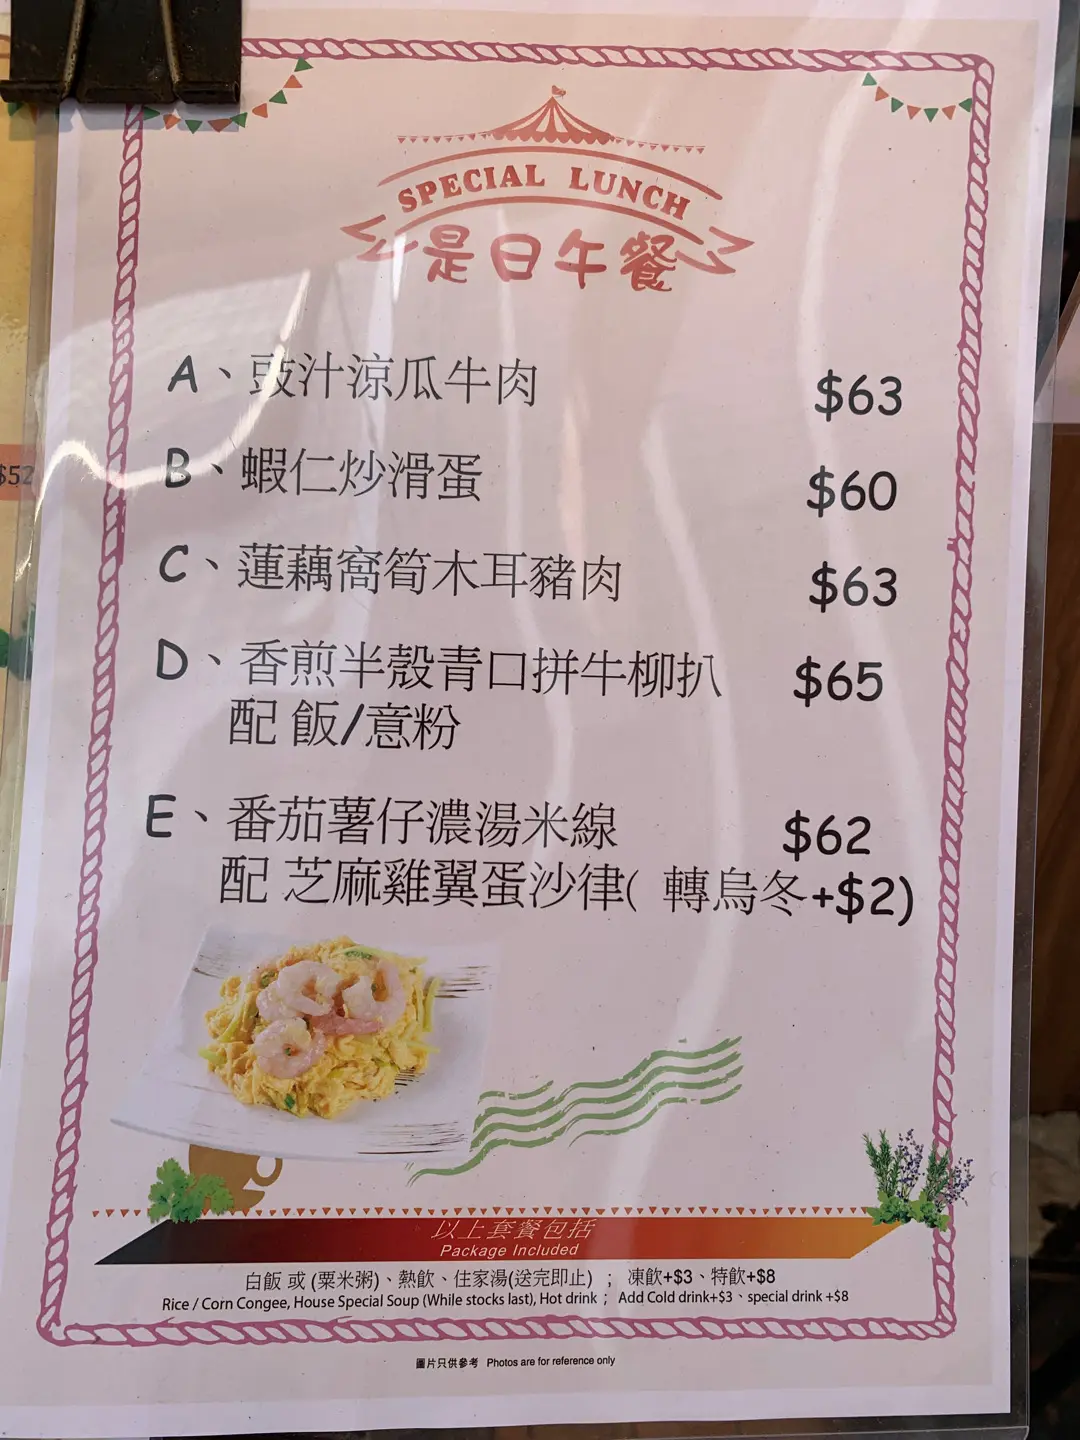 SPECIAL LUNCH
是日午餐
A、豉汁涼瓜牛肉 $63
B、蝦仁炒滑蛋 $60
C、蓮藕窩筍木耳豬肉 $63
D、香煎半殼青口拼牛柳扒 $65
配 飯/意粉
E、番茄薯仔濃湯米線 $62
配 芝麻雞翼蛋沙律( 轉烏冬+$2)
$52
以上套餐包括
Package Included
白飯 或 (粟米粥)、熱飲、住家湯(送完即止) ； 凍飲+$3、特飲+$8
Rice / Corn Congee, House Special Soup (While stocks last), Hot drink； Add Cold drink+$3、special drink +$8
圖片只供參考 Photos are for reference only